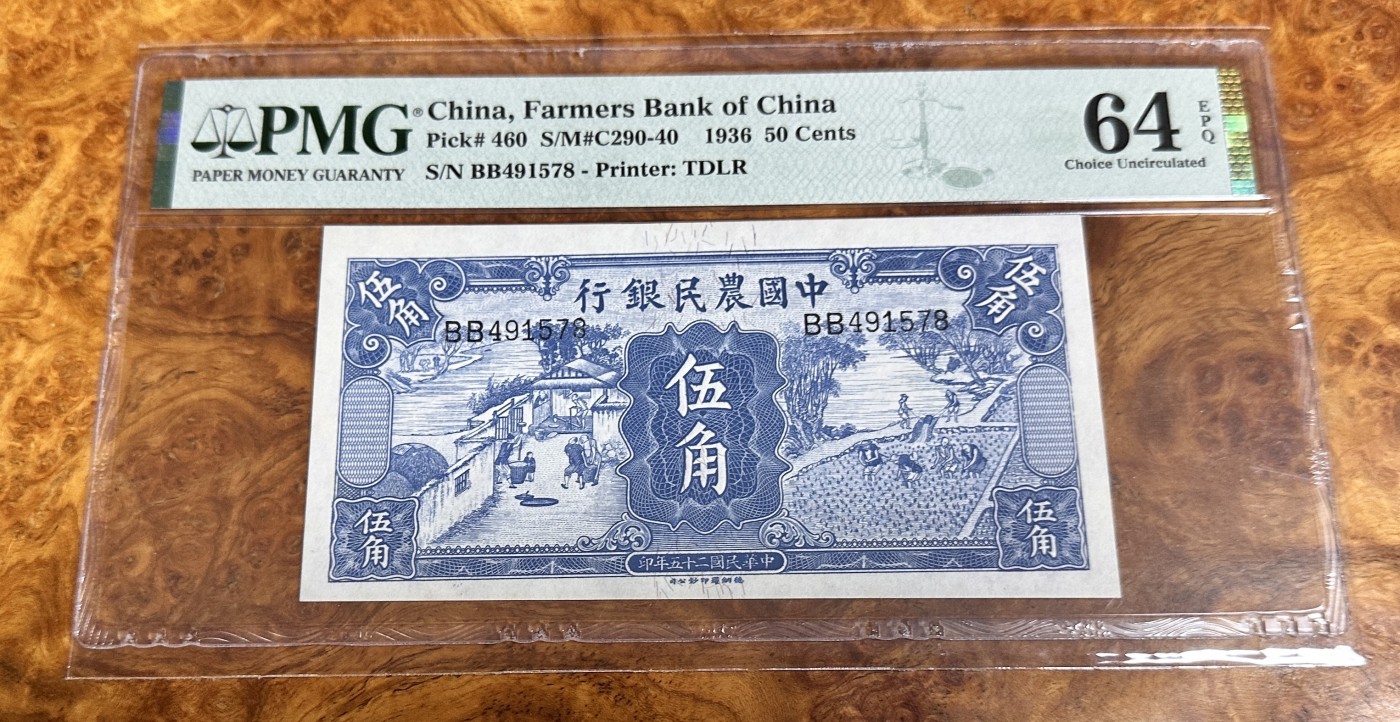 PMG®
PAPER MONEY GUARANTY
China, Farmers Bank of China
Pick# 460 S/M#C290-40 1936 50 Cents
S/N BB491578 - Printer: TDLR
64
EPQ
Choice Uncirculated
伍角
行銀民農國中
伍角
BB491578
BB491578
伍角
伍角
印年五十二國民華中
伍角